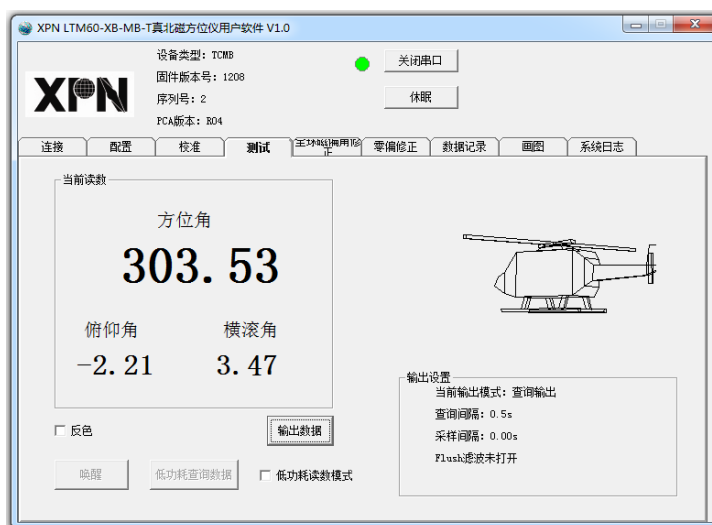 XPN LTM60-XB-MB-T真北磁方位仪用户软件 V1.0
设备类型: TCMB
固件版本号: 1208
序列号: 2
PCA版本: R04
关闭串口
休眠
XPN
连接
配置
校准
测试
零偏修正
数据记录
画图
系统日志
当前读数
方位角
303.53
俯仰角
横滚角
-2.21
3.47
反色
输出数据
唤醒
低功耗查询数据
低功耗读数模式
输出设置
当前输出模式: 查询输出
查询间隔: 0.5s
采样间隔: 0.00s
Flush滤波未打开